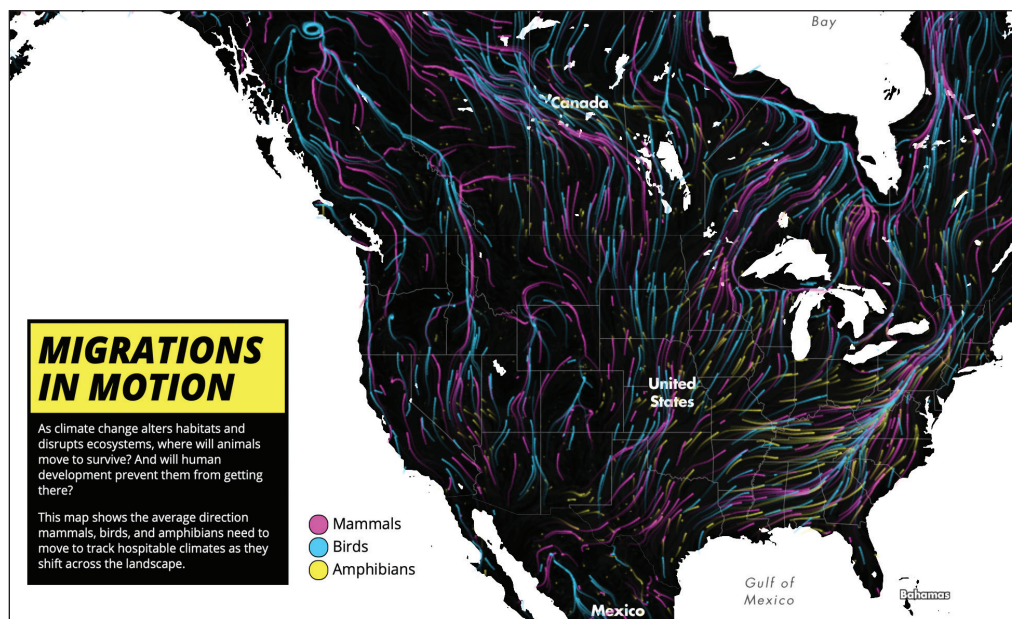 Bay
Canada
MIGRATIONS
IN MOTION
As climate change alters habitats and
disrupts ecosystems, where will animals
move to survive? And will human
development prevent them from getting
there?
This map shows the average direction
mammals, birds, and amphibians need to
move to track hospitable climates as they
shift across the landscape.
United
States
Mammals
Birds
Amphibians
Gulf of
Mexico
Bahamas
Mexico